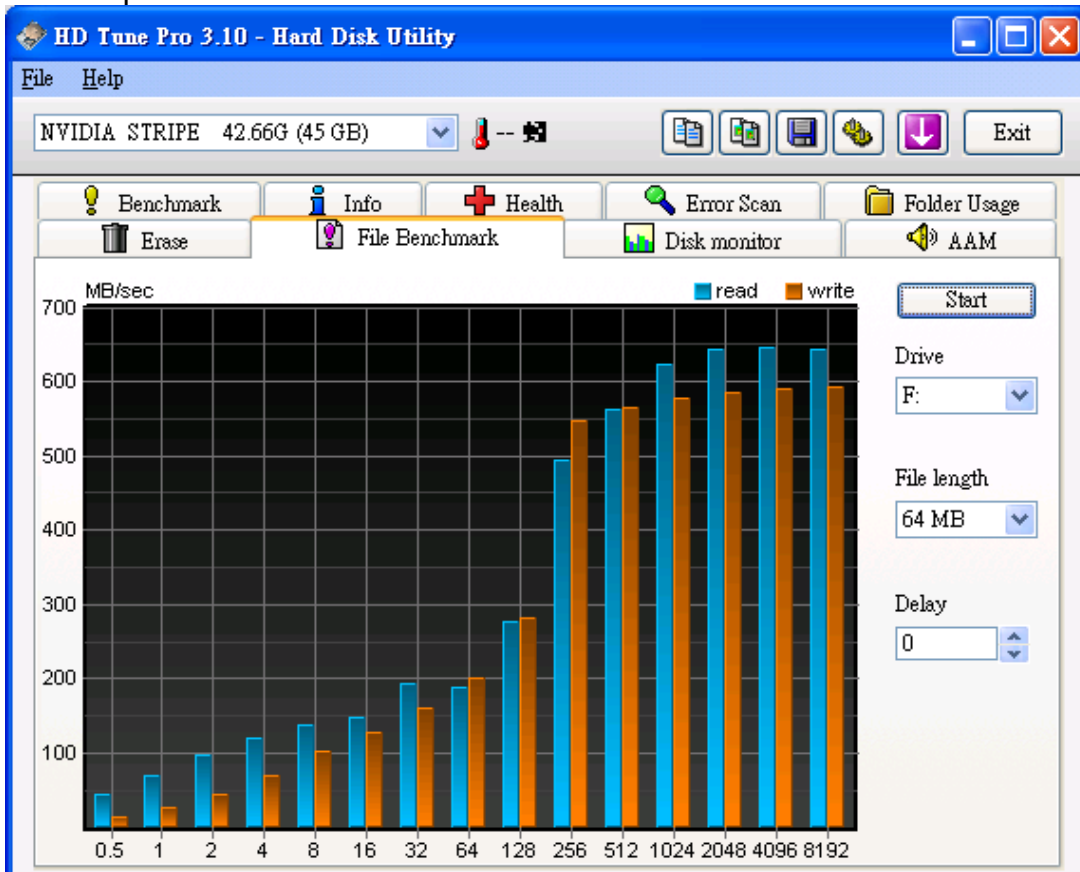 HD Tune Pro 3.10 - Hard Disk Utility
File Help
NVIDIA STRIPE 42.66G (45 GB) -- Exit
Benchmark Info Health Error Scan Folder Usage
Erase File Benchmark Disk monitor AAM
MB/sec read write Start
700
600
500
400
300
200
100
0.5 1 2 4 8 16 32 64 128 256 512 1024 2048 4096 8192
Drive
F:
File length
64 MB
Delay
0